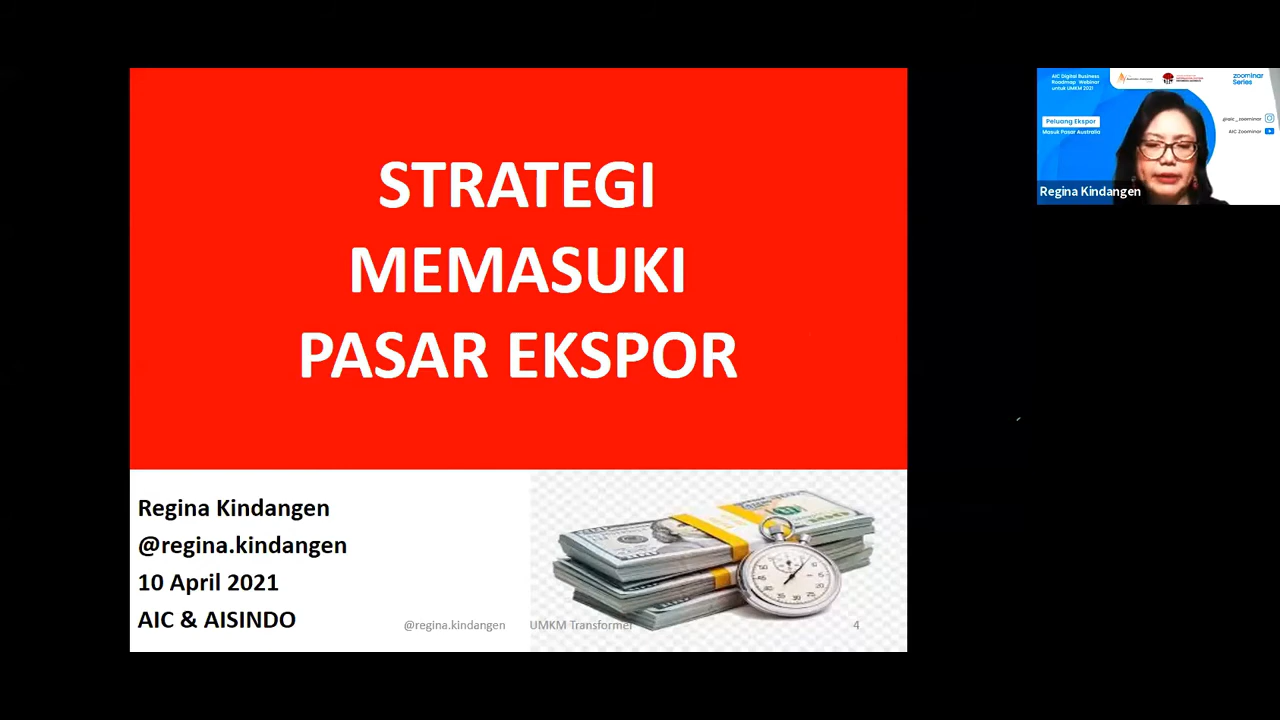 STRATEGI
MEMASUKI
PASAR EKSPOR
Regina Kindangen
@regina.kindangen
10 April 2021
AIC & AISINDO
@regina.kindangen
UMKM Transformer
4
AIC Digital Business
Roadmap Webinar
untuk UMKM 2021
zoominar
Series
Peluang Ekspor
Masuk Pasar Australia
@aic_zoominar
AIC Zoominar
Regina Kindangen